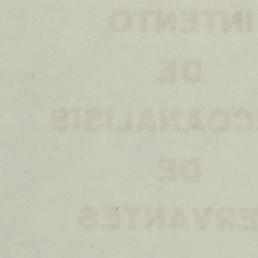 INTENTO
DE
COANALISIS
DE
ERVANTES